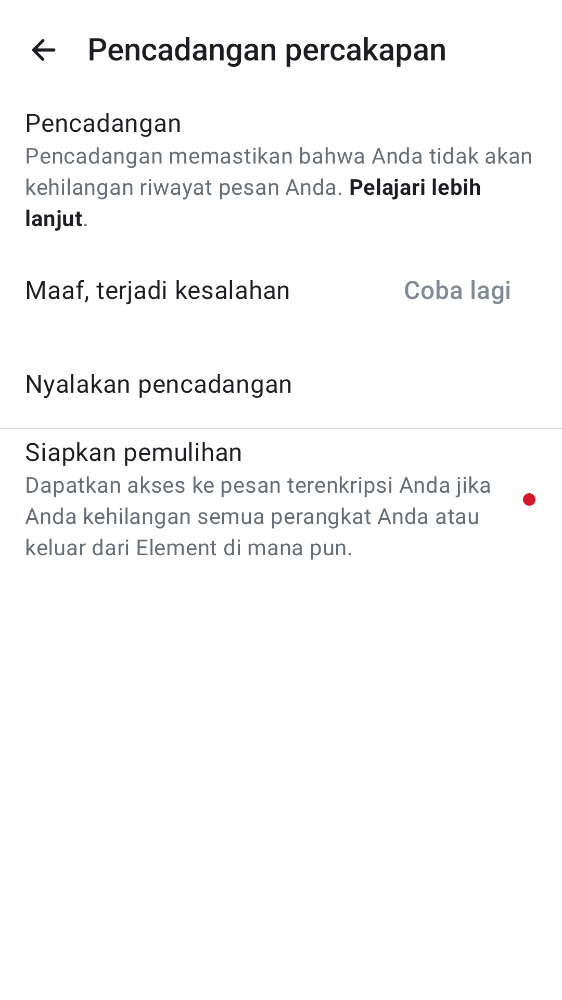 Pencadangan percakapan
Pencadangan
Pencadangan memastikan bahwa Anda tidak akan
kehilangan riwayat pesan Anda. Pelajari lebih
lanjut.
Maaf, terjadi kesalahan
Coba lagi
Nyalakan pencadangan
Siapkan pemulihan
Dapatkan akses ke pesan terenkripsi Anda jika
Anda kehilangan semua perangkat Anda atau
keluar dari Element di mana pun.